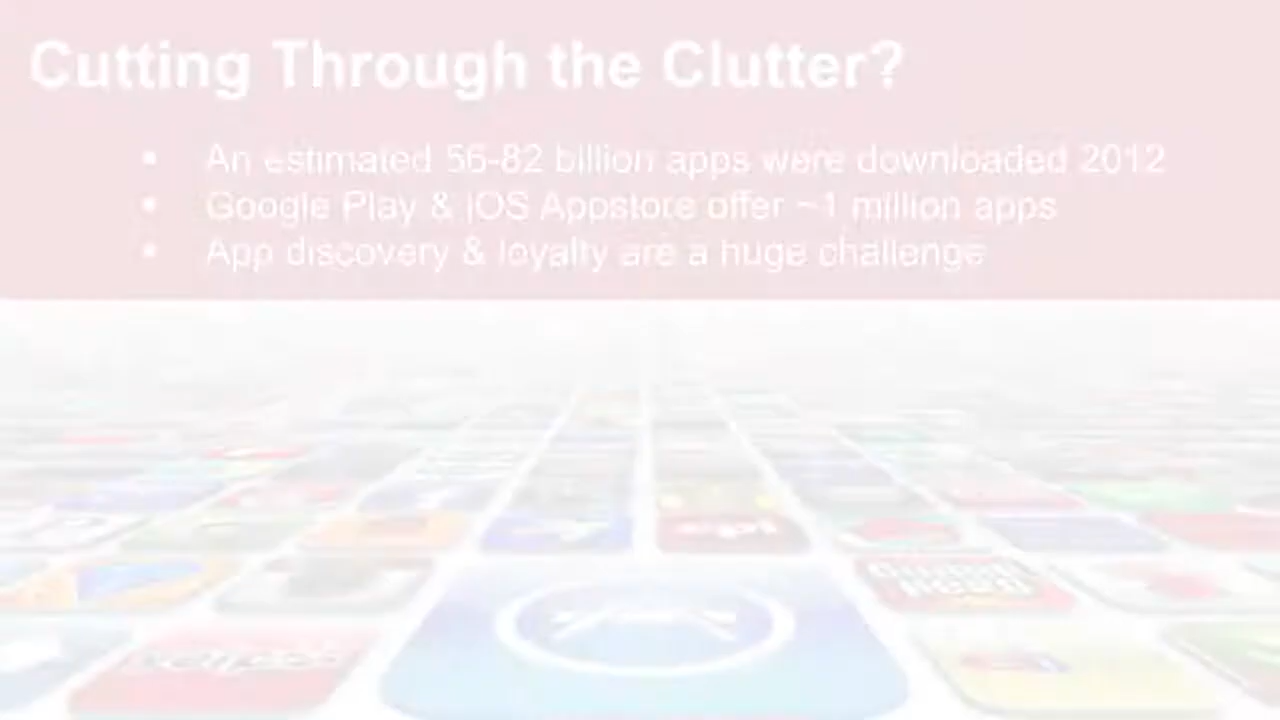 Cutting Through the Clutter?
• An estimated 56-82 billion apps were downloaded 2012
• Google Play & iOS Appstore offer ~1 million apps
• App discovery & loyalty are a huge challenge